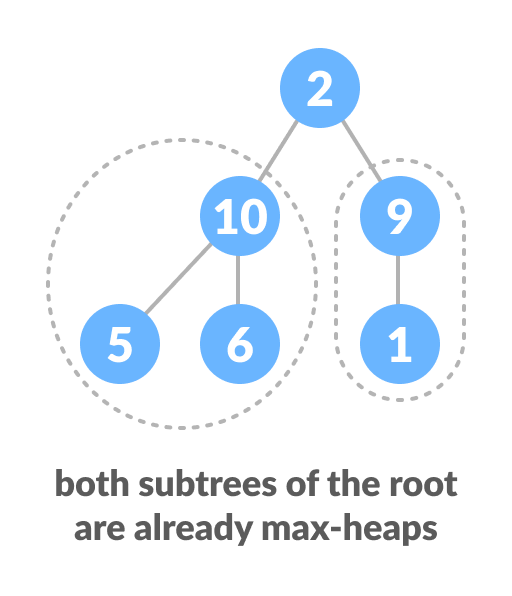 2
10 9
5 6 1
both subtrees of the root
are already max-heaps